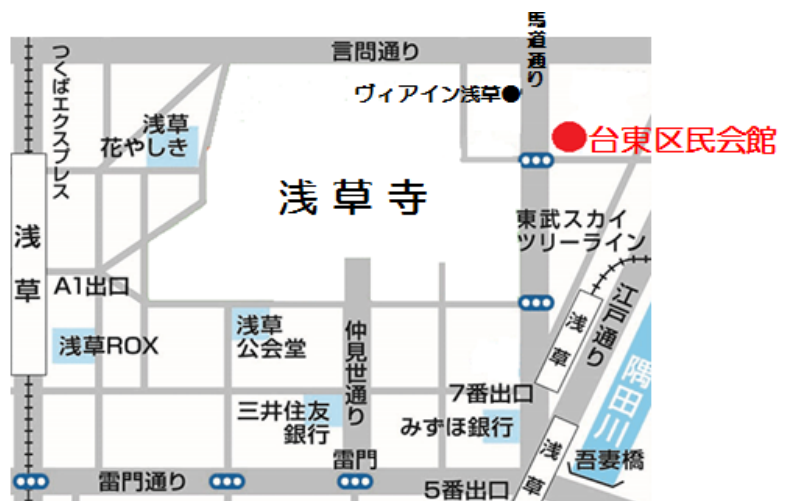 馬道通り
言問通り
つくばエクスプレス
ヴィアイン浅草
浅草
花やしき
台東区民会館
浅草寺
東武スカイ
ツリーライン
浅草
A1出口
江戸通り
浅草
公会堂
浅草
浅草ROX
仲見世通り
隅田川
7番出口
三井住友
銀行
みずほ銀行
雷門
浅草
吾妻橋
雷門通り
5番出口